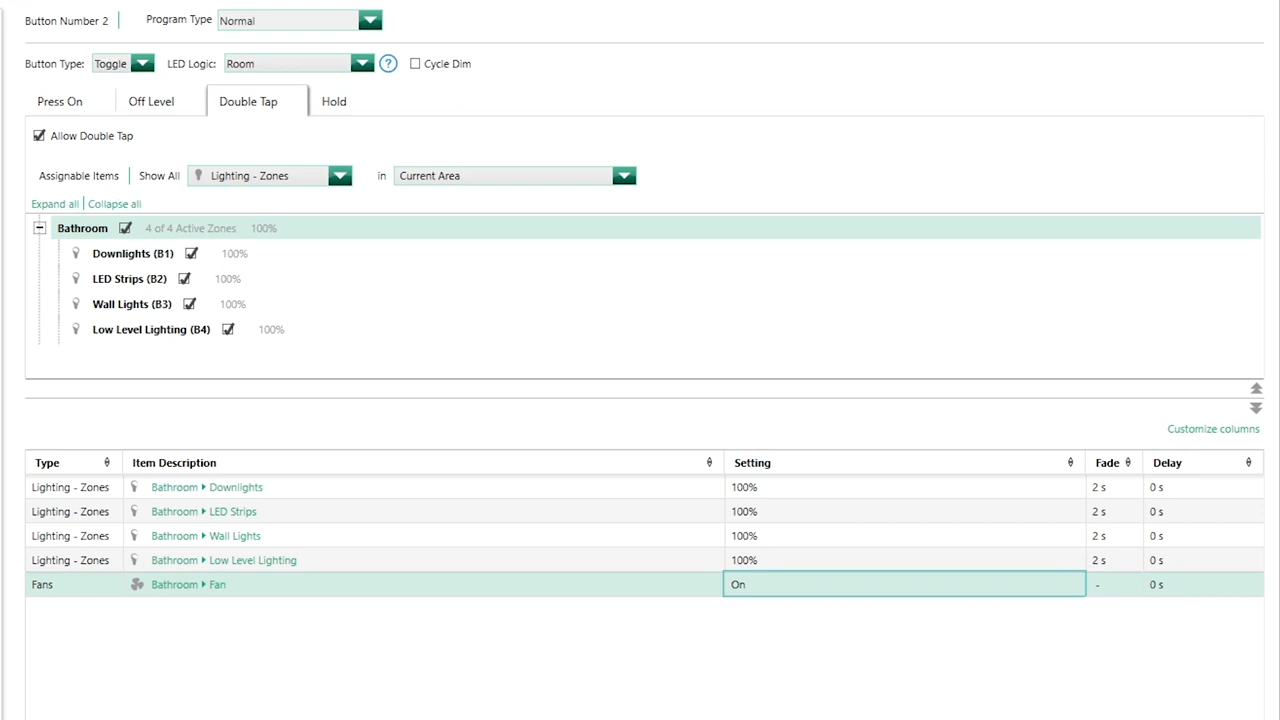 Button Number 2 Program Type Normal
Button Type: Toggle LED Logic: Room ? Cycle Dim
Press On Off Level Double Tap Hold
Allow Double Tap
Assignable Items Show All Lighting - Zones in Current Area
Expand all Collapse all
Bathroom 4 of 4 Active Zones 100%
Downlights (B1) 100%
LED Strips (B2) 100%
Wall Lights (B3) 100%
Low Level Lighting (B4) 100%
Customize columns
Type Item Description Setting Fade Delay
Lighting - Zones Bathroom Downlights 100% 2 s 0 s
Lighting - Zones Bathroom LED Strips 100% 2 s 0 s
Lighting - Zones Bathroom Wall Lights 100% 2 s 0 s
Lighting - Zones Bathroom Low Level Lighting 100% 2 s 0 s
Fans Bathroom Fan On - 0 s